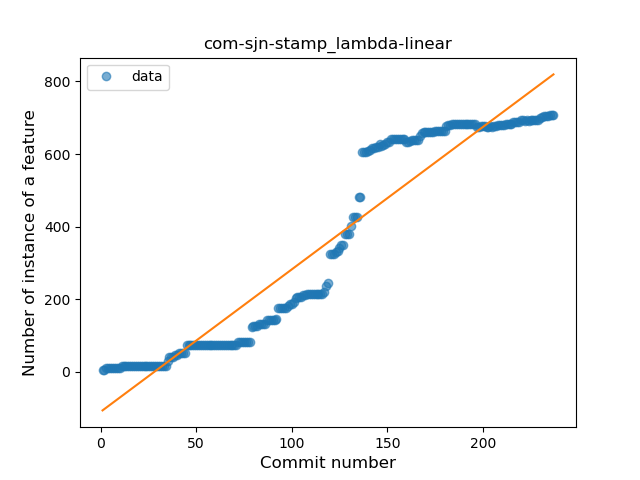 com-sjn-stamp_lambda-linear
data
Number of instance of a feature
800
600
400
200
0
0 50 100 150 200
Commit number